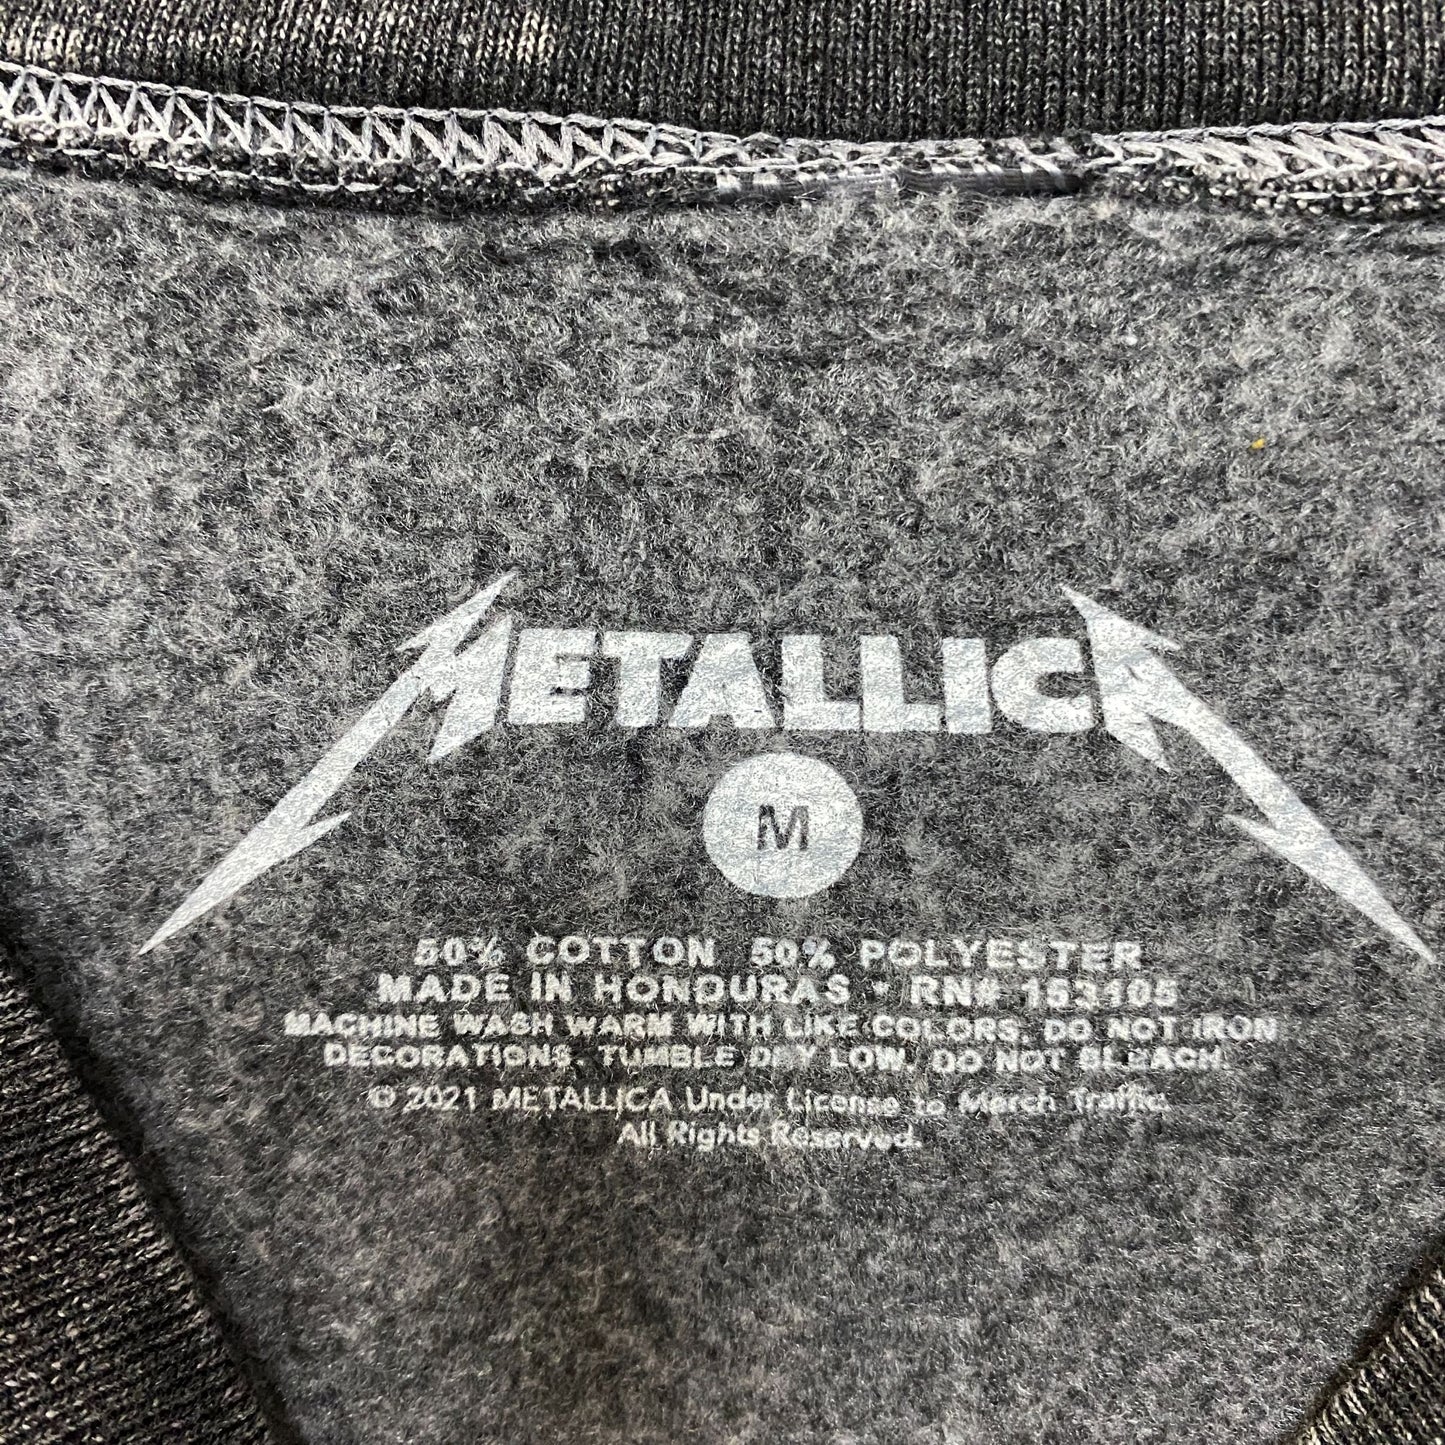 METALLICA
M
50% COTTON 50% POLYESTER
MADE IN HONDURAS • RN# 153105
MACHINE WASH WARM WITH LIKE COLORS. DO NOT IRON
DECORATIONS. TUMBLE DRY LOW. DO NOT BLEACH.
© 2021 METALLICA Under License to Merch Traffic.
All Rights Reserved.